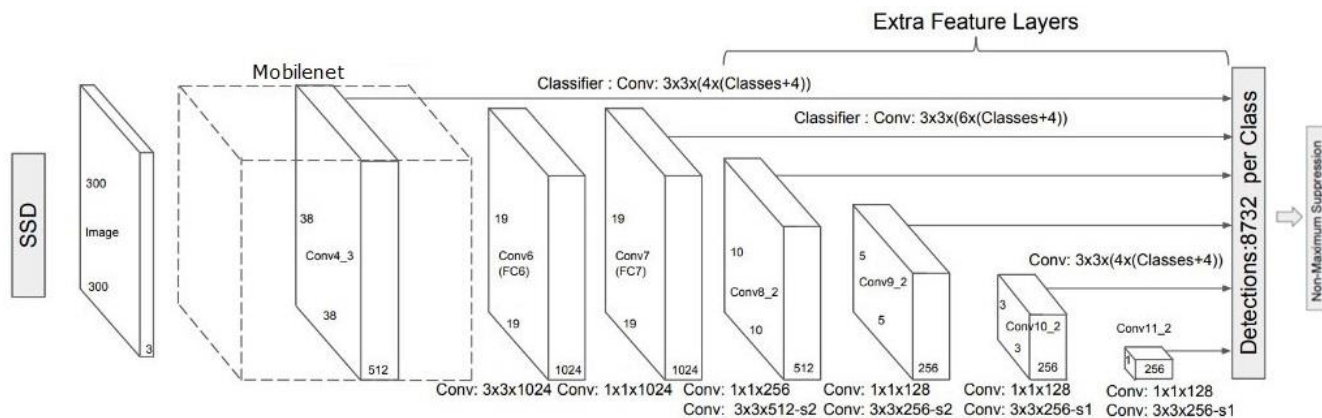 Extra Feature Layers
Mobilenet
Classifier : Conv: 3x3x(4x(Classes+4))
Classifier : Conv: 3x3x(6x(Classes+4))
Conv: 3x3x(4x(Classes+4))
SSD
300
Image
300
3
38
Conv4_3
38
512
19
Conv6
(FC6)
19
1024
19
Conv7
(FC7)
19
1024
10
Conv8_2
10
512
5
Conv9_2
5
256
3
Conv10_2
3
256
Conv11_2
1
256
Conv: 3x3x1024
Conv: 1x1x1024
Conv: 1x1x256
Conv: 3x3x512-s2
Conv: 1x1x128
Conv: 3x3x256-s2
Conv: 1x1x128
Conv: 3x3x256-s1
Conv: 1x1x128
Conv: 3x3x256-s1
Detections:8732 per Class
Non-Maximum Suppression